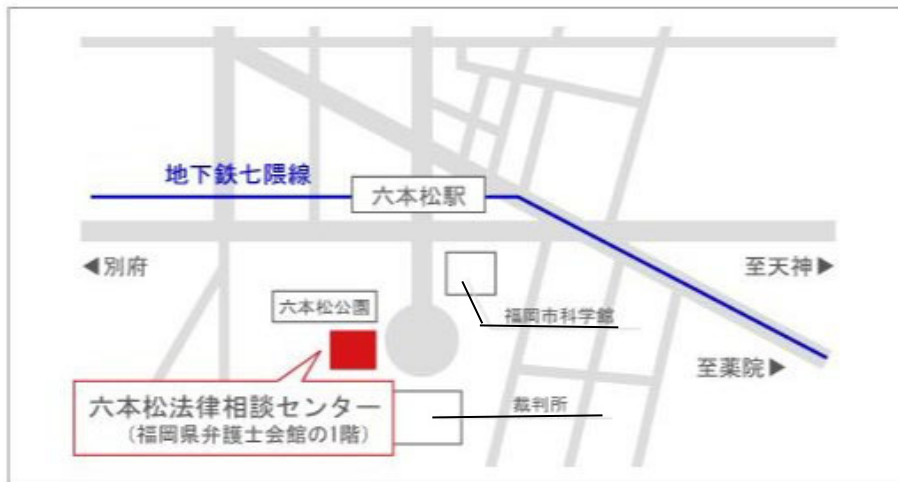 地下鉄七隈線
六本松駅
◀別府
至天神▶
六本松公園
福岡市科学館
至薬院▶
六本松法律相談センター
(福岡県弁護士会館の1階)
裁判所